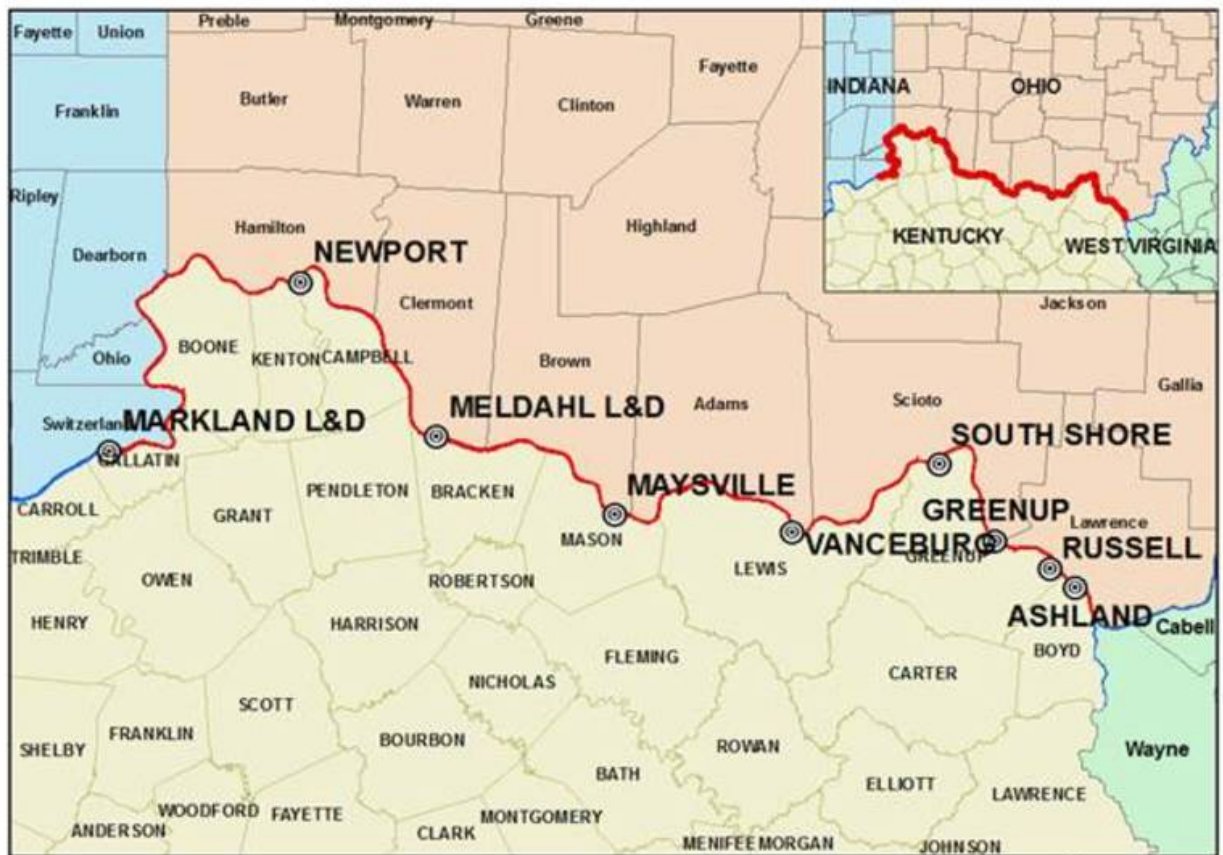 Preble
Montgomery
Greene
Fayette
Union
Fayette
Butler
Warren
Clinton
Franklin
INDIANA
OHIO
Ripley
Dearborn
Hamilton
Highland
KENTUCKY
WEST VIRGINIA
NEWPORT
Clermont
Jackson
Ohio
BOONE
KENTON
CAMPBELL
Brown
Adams
Scioto
Gallia
Switzerland
MARKLAND L&D
MELDAHL L&D
SOUTH SHORE
GALLATIN
PENDLETON
BRACKEN
MAYSVILLE
CARROLL
GRANT
MASON
GREENUP
Lawrence
VANCEBURG
GREENUP
RUSSELL
TRIMBLE
OWEN
ROBERTSON
LEWIS
HENRY
HARRISON
ASHLAND
Cabell
FLEMING
BOYD
NICHOLAS
CARTER
SCOTT
FRANKLIN
BOURBON
SHELBY
ROWAN
Wayne
BATH
ELLIOTT
LAWRENCE
WOODFORD
FAYETTE
MONTGOMERY
ANDERSON
CLARK
MENIFEE
MORGAN
JOHNSON